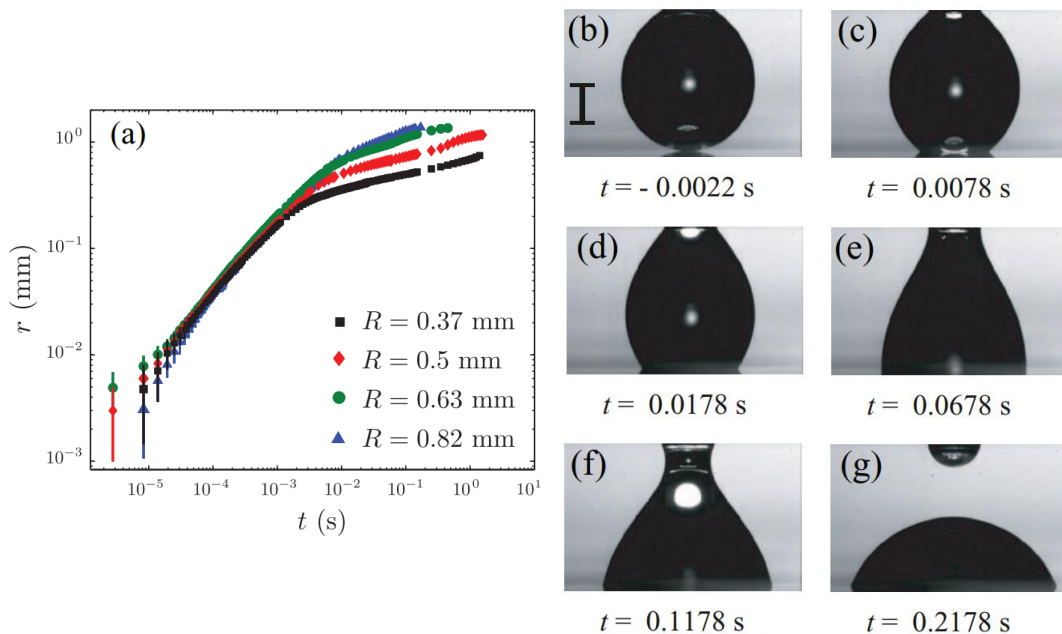 (a)
10^0
10^-1
10^-2
10^-3
r (mm)
R = 0.37 mm
R = 0.5 mm
R = 0.63 mm
R = 0.82 mm
10^-5 10^-4 10^-3 10^-2 10^-1 10^0 10^1
t (s)
(b)
t = - 0.0022 s
(c)
t = 0.0078 s
(d)
t = 0.0178 s
(e)
t = 0.0678 s
(f)
t = 0.1178 s
(g)
t = 0.2178 s